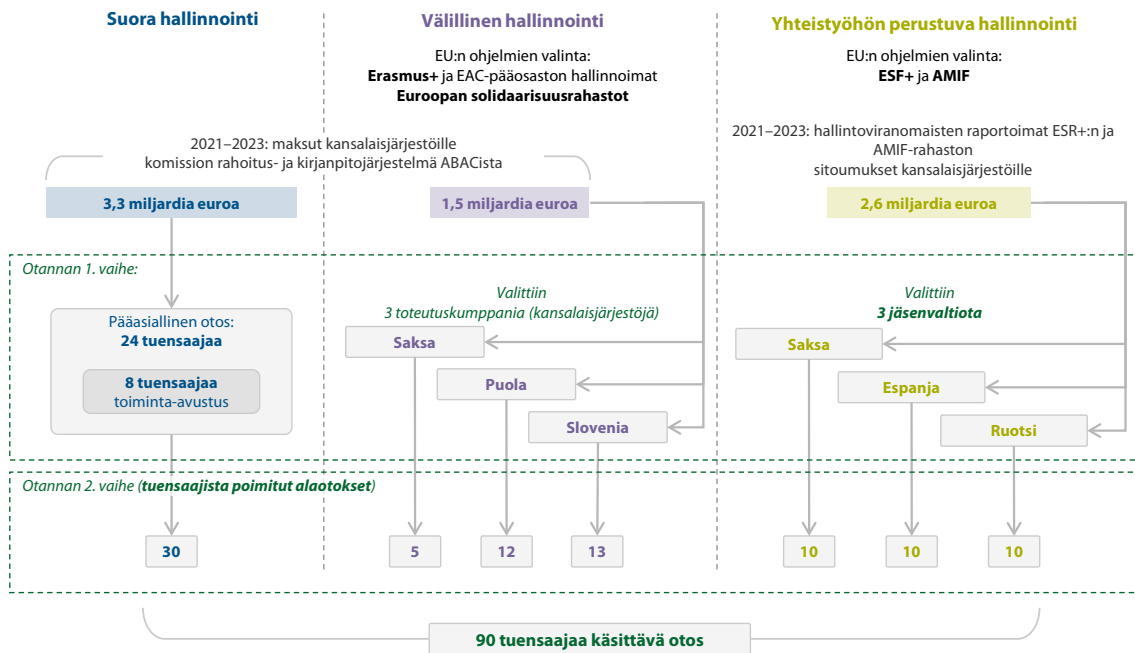 Suora hallinnointi
Välillinen hallinnointi
Yhteistyöhön perustuva hallinnointi
EU:n ohjelmien valinta:
Erasmus+ ja EAC-pääosaston hallinnoimat
Euroopan solidaarisuusrahastot
EU:n ohjelmien valinta:
ESF+ ja AMIF
2021–2023: maksut kansalaisjärjestöille
komission rahoitus- ja kirjanpitojärjestelmä ABACista
2021–2023: hallintoviranomaisten raportoimat ESR+:n ja
AMIF-rahaston
sitoumukset kansalaisjärjestöille
3,3 miljardia euroa
1,5 miljardia euroa
2,6 miljardia euroa
Otannan 1. vaihe:
Pääasiallinen otos:
24 tuensaajaa
8 tuensaajaa
toiminta-avustus
Valittiin
3 toteutuskumppania (kansalaisjärjestöjä)
Saksa
Puola
Slovenia
Valittiin
3 jäsenvaltiota
Saksa
Espanja
Ruotsi
Otannan 2. vaihe (tuensaajista poimitut alaotokset)
30
5
12
13
10
10
10
90 tuensaajaa käsittävä otos